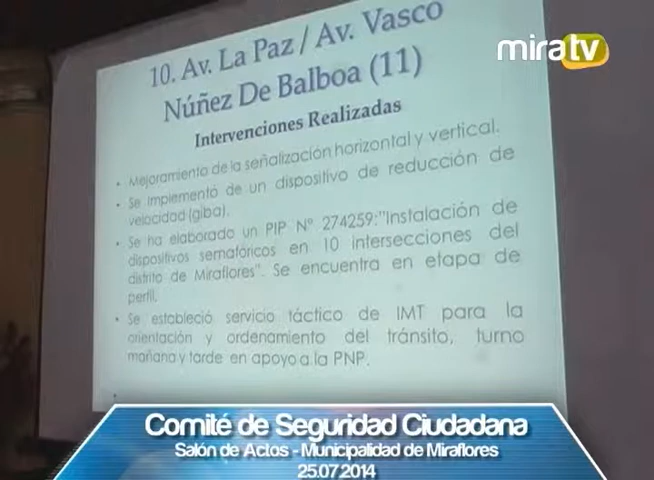 miratv
10. Av. La Paz / Av. Vasco
Núñez De Balboa (11)
Intervenciones Realizadas
• Mejoramiento de la señalización horizontal y vertical.
• Se implementó de un dispositivo de reducción de
velocidad (giba).
• Se ha elaborado un PIP Nº 274259:"Instalación de
dispositivos semafóricos en 10 intersecciones del
distrito de Miraflores". Se encuentra en etapa de
perfil.
• Se estableció servicio táctico de IMT para la
orientación y ordenamiento del tránsito, turno
mañana y tarde en apoyo a la PNP.
Comité de Seguridad Ciudadana
Salón de Actos - Municipalidad de Miraflores
25.07.2014